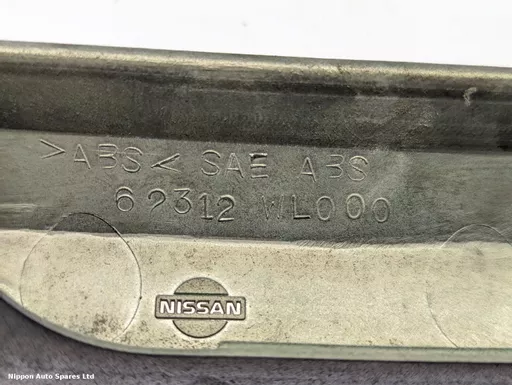 >ABS< SAE ABS
62312 WL000
NISSAN
Nippon Auto Spares Ltd